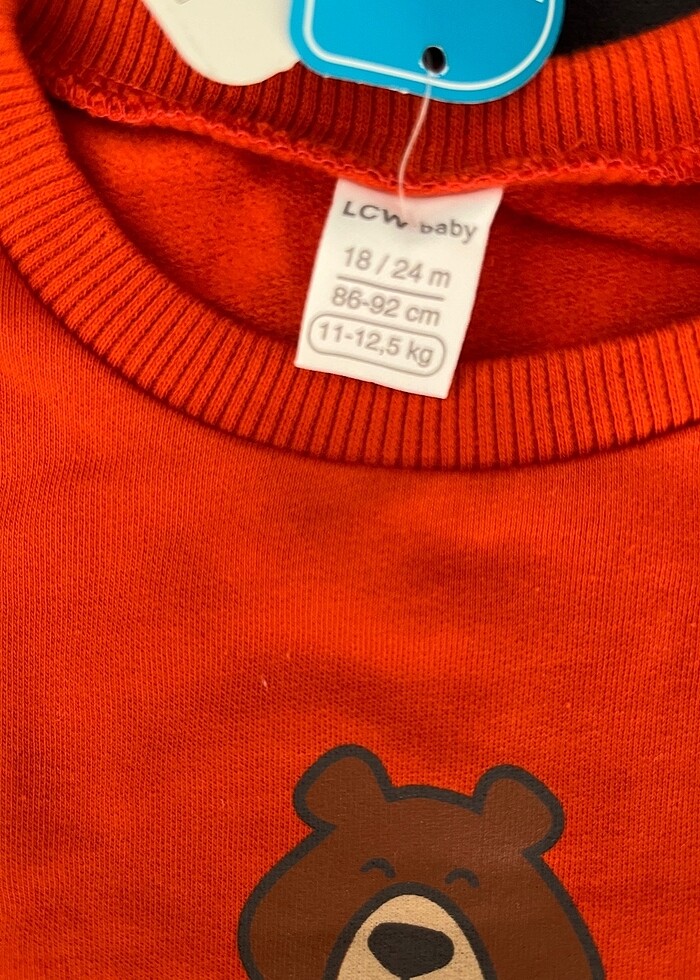 LCW baby
18 / 24 m
86-92 cm
11-12,5 kg